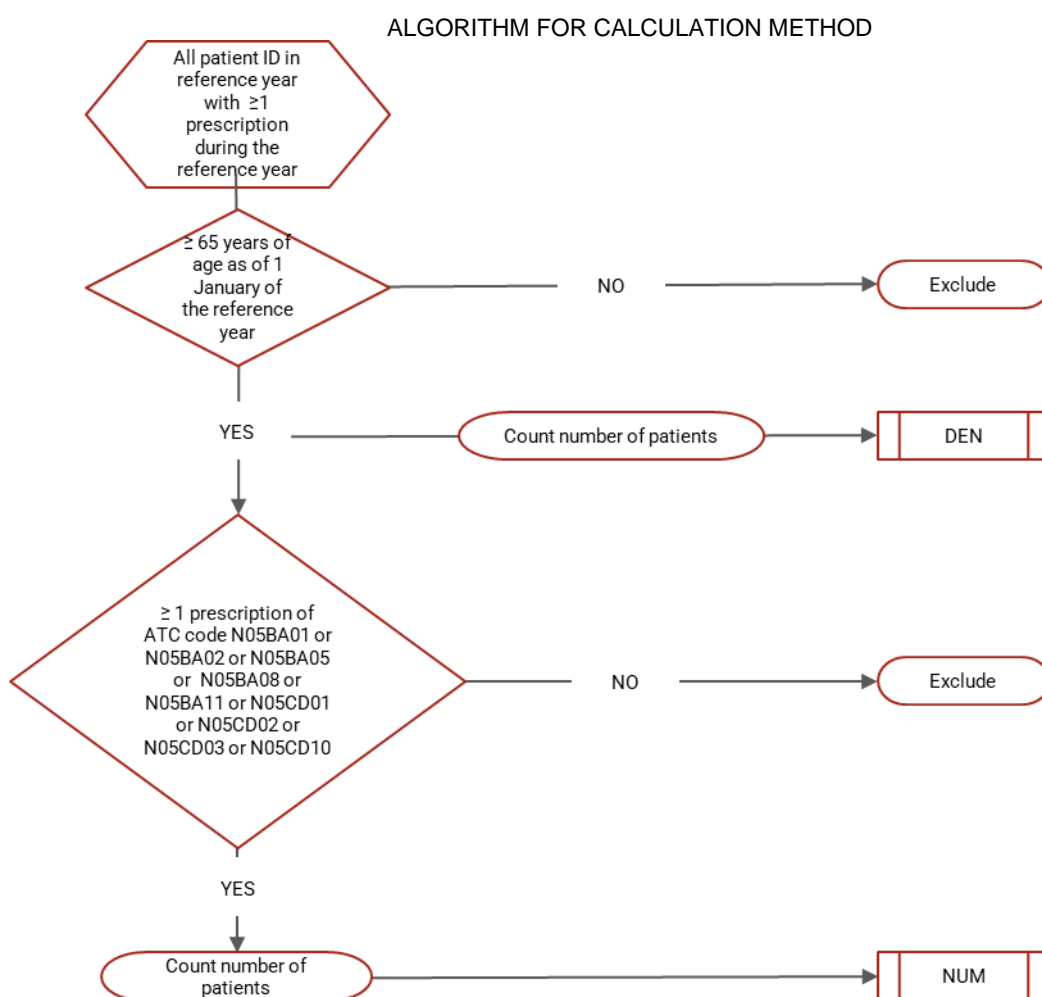 ALGORITHM FOR CALCULATION METHOD
All patient ID in
reference year
with ≥1
prescription
during the
reference year
≥ 65 years of
age as of 1
January of
the reference
year
NO
Exclude
YES
Count number of patients
DEN
≥ 1 prescription of
ATC code N05BA01 or
N05BA02 or N05BA05
or N05BA08 or
N05BA11 or N05CD01
or N05CD02 or
N05CD03 or N05CD10
NO
Exclude
YES
Count number of
patients
NUM